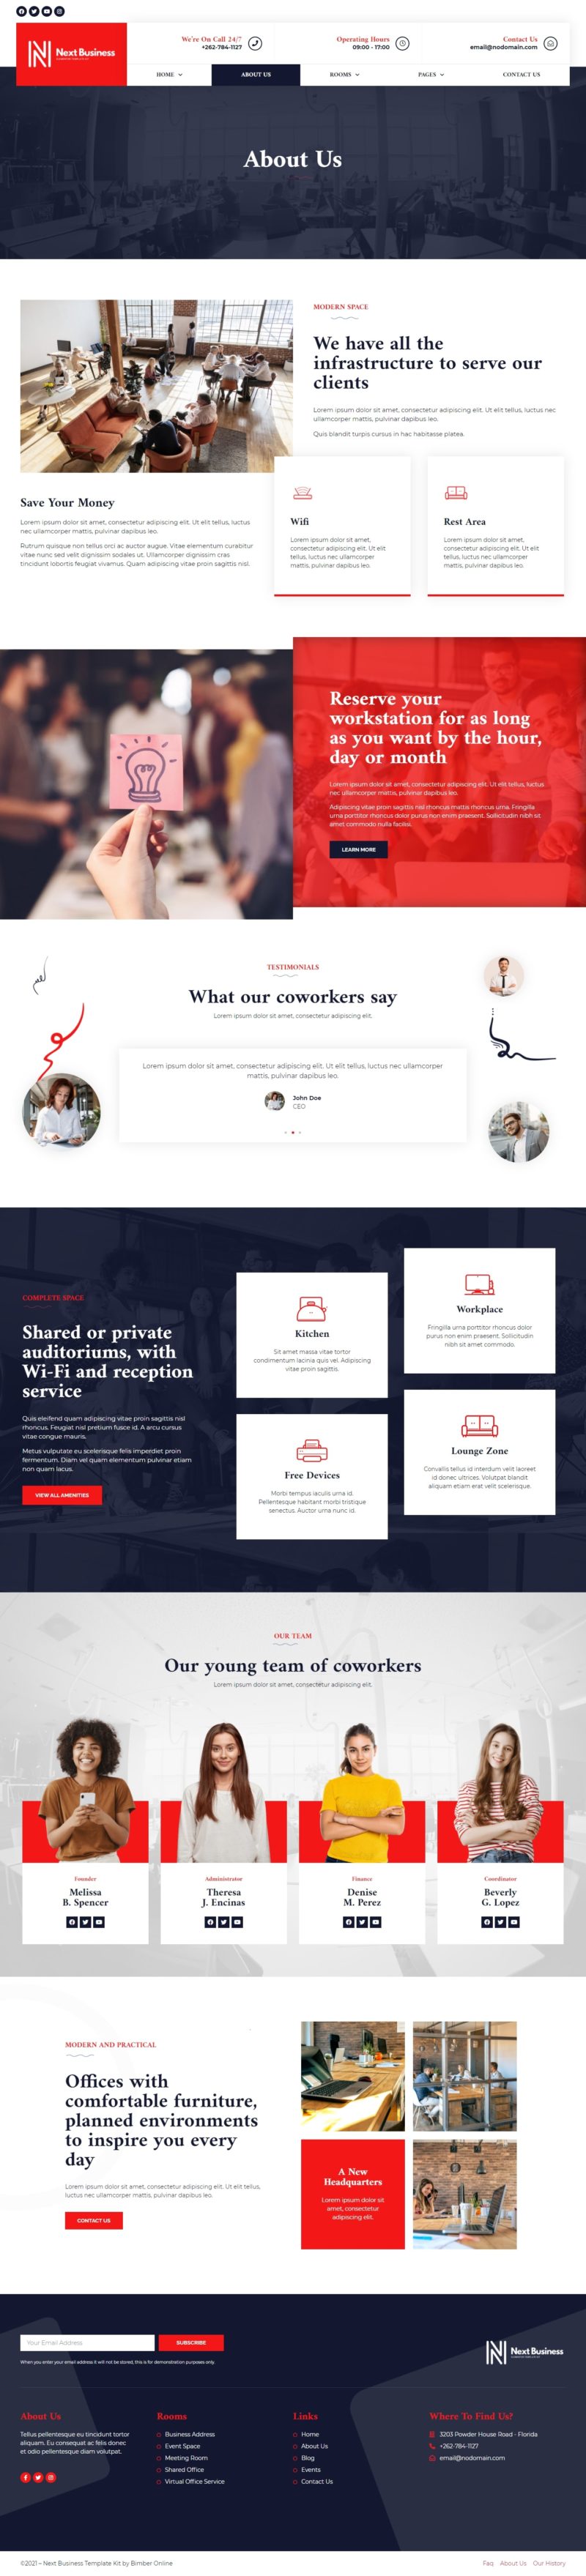 Next Business
We're On Call 24/7
+262-784-1127
Operating Hours
09:00 - 17:00
Contact Us
email@nodomain.com
HOME
ABOUT US
ROOMS
PAGES
CONTACT US
About Us
MODERN SPACE
We have all the
infrastructure to serve our
clients
Lorem ipsum dolor sit amet, consectetur adipiscing elit. Ut elit tellus, luctus nec
ullamcorper mattis, pulvinar dapibus leo.
Quis blandit turpis cursus in hac habitasse platea.
Save Your Money
Lorem ipsum dolor sit amet, consectetur adipiscing elit. Ut elit tellus, luctus
nec ullamcorper mattis, pulvinar dapibus leo.
Rutrum quisque non tellus orci ac auctor augue. Vitae elementum curabitur
vitae nunc sed velit dignissim sodales ut. Ullamcorper dignissim cras
tincidunt lobortis feugiat vivamus. Quam adipiscing vitae proin sagittis nisl.
Wifi
Lorem ipsum dolor sit amet,
consectetur adipiscing elit. Ut elit
tellus, luctus nec ullamcorper
mattis, pulvinar dapibus leo.
Rest Area
Lorem ipsum dolor sit amet,
consectetur adipiscing elit. Ut elit
tellus, luctus nec ullamcorper
mattis, pulvinar dapibus leo.
Reserve your
workstation for as long
as you want by the hour,
day or month
Lorem ipsum dolor sit amet, consectetur adipiscing elit. Ut elit tellus, luctus
nec ullamcorper mattis, pulvinar dapibus leo.
Adipiscing vitae proin sagittis nisl rhoncus mattis rhoncus urna. Fringilla
urna porttitor rhoncus dolor purus non enim praesent. Sollicitudin nibh sit
amet commodo nulla facilisi.
LEARN MORE
TESTIMONIALS
What our coworkers say
Lorem ipsum dolor sit amet, consectetur adipiscing elit.
Lorem ipsum dolor sit amet, consectetur adipiscing elit. Ut elit tellus, luctus nec ullamcorper
mattis, pulvinar dapibus leo.
John Doe
CEO
COMPLETE SPACE
Shared or private
auditoriums, with
Wi-Fi and reception
service
Quis eleifend quam adipiscing vitae proin sagittis nisl
rhoncus. Feugiat nisl pretium fusce id. A arcu cursus
vitae congue mauris.
Metus vulputate eu scelerisque felis imperdiet proin
fermentum. Diam vel quam elementum pulvinar etiam
non quam lacus.
VIEW ALL AMENITIES
Kitchen
Sit amet massa vitae tortor
condimentum lacinia quis vel. Adipiscing
vitae proin sagittis.
Workplace
Fringilla urna porttitor rhoncus dolor
purus non enim praesent. Sollicitudin
nibh sit amet commodo.
Free Devices
Morbi tempus iaculis urna id.
Pellentesque habitant morbi tristique
senectus. Auctor urna nunc id.
Lounge Zone
Convallis tellus id interdum velit laoreet
id donec ultrices. Volutpat blandit
aliquam etiam erat velit scelerisque.
OUR TEAM
Our young team of coworkers
Lorem ipsum dolor sit amet, consectetur adipiscing elit.
Founder
Melissa
B. Spencer
Administrator
Theresa
J. Encinas
Finance
Denise
M. Perez
Coordinator
Beverly
G. Lopez
MODERN AND PRACTICAL
Offices with
comfortable furniture,
planned environments
to inspire you every
day
Lorem ipsum dolor sit amet, consectetur adipiscing elit. Ut elit tellus,
luctus nec ullamcorper mattis, pulvinar dapibus leo.
CONTACT US
A New
Headquarters
Lorem ipsum dolor sit
amet, consectetur
adipiscing elit.
Your Email Address
SUBSCRIBE
When you enter your email address it will not be stored, this is for demonstration purposes only.
Next Business
About Us
Tellus pellentesque eu tincidunt tortor
aliquam. Eu consequat ac felis donec
et odio pellentesque diam volutpat.
Rooms
Business Address
Event Space
Meeting Room
Shared Office
Virtual Office Service
Links
Home
About Us
Blog
Events
Contact Us
Where To Find Us?
3203 Powder House Road - Florida
+262-784-1127
email@nodomain.com
©2021 – Next Business Template Kit by Bimber Online
Faq
About Us
Our History